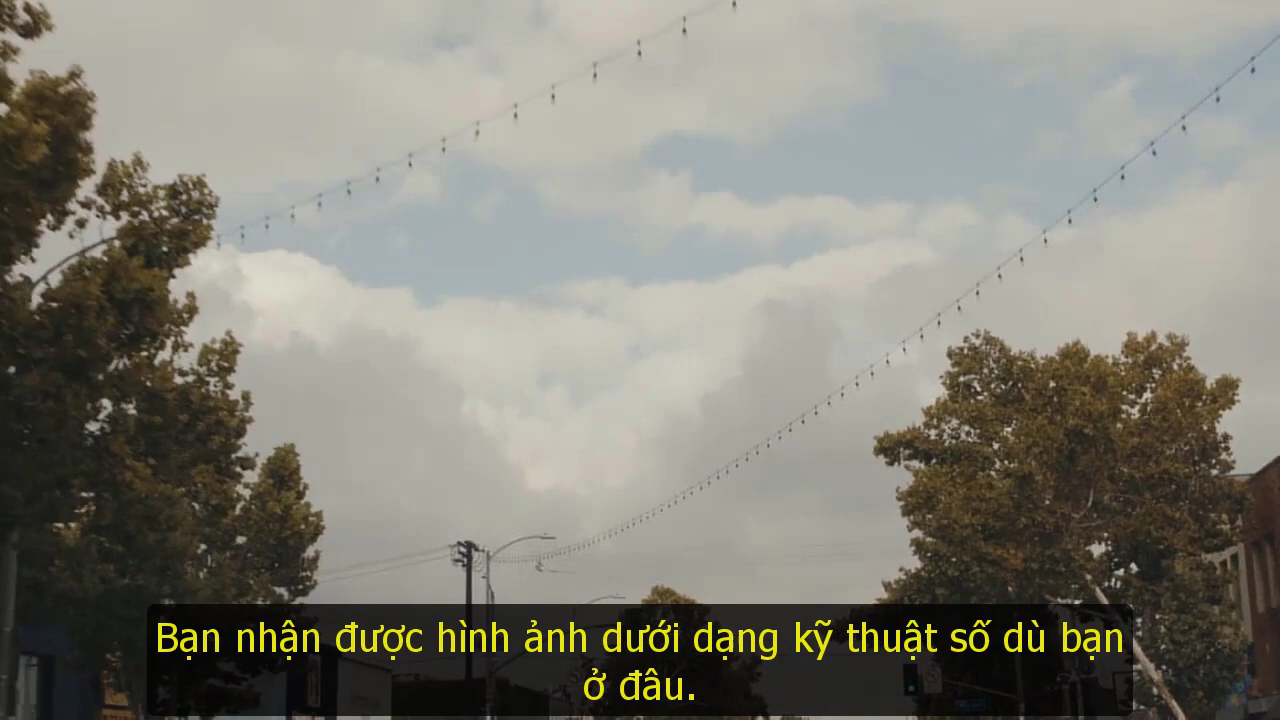 Bạn nhận được hình ảnh dưới dạng kỹ thuật số dù bạn
ở đâu.